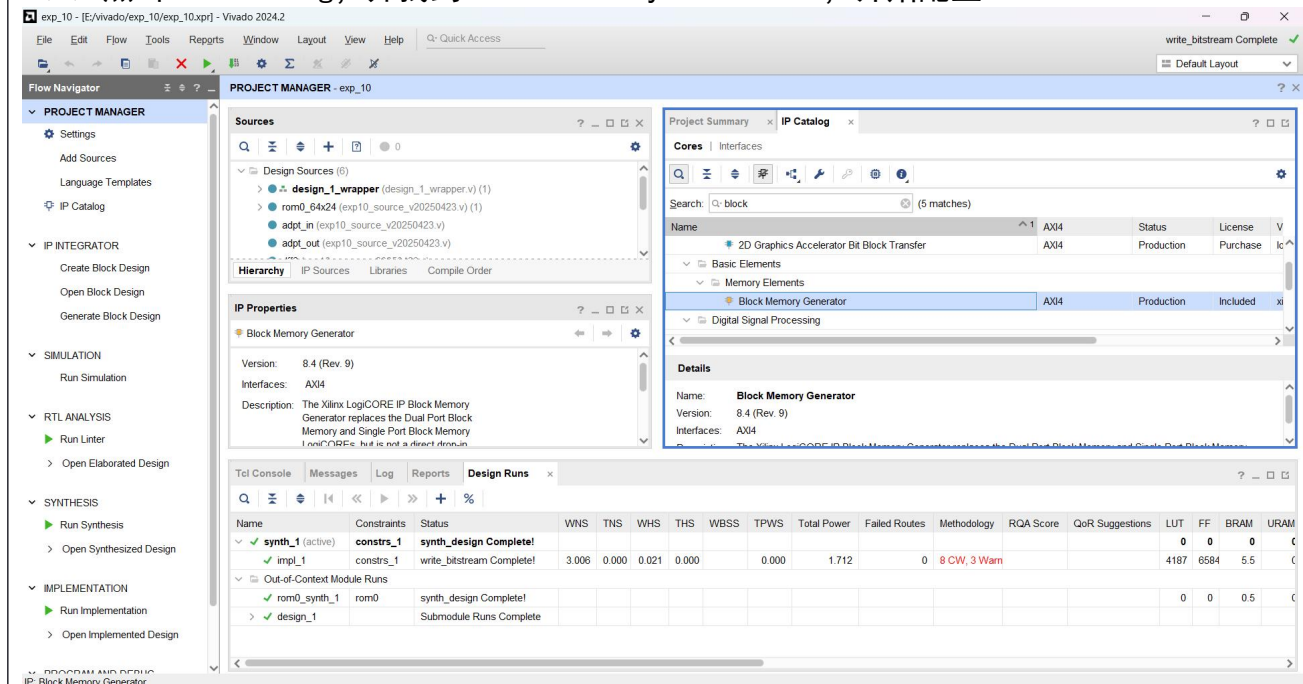 exp_10 - [E:/vivado/exp_10/exp_10.xpr] - Vivado 2024.2
File Edit Flow Tools Reports Window Layout View Help Q- Quick Access
write_bitstream Complete
Default Layout
Flow Navigator
PROJECT MANAGER - exp_10
PROJECT MANAGER
Settings
Add Sources
Language Templates
IP Catalog
IP INTEGRATOR
Create Block Design
Open Block Design
Generate Block Design
SIMULATION
Run Simulation
RTL ANALYSIS
Run Linter
Open Elaborated Design
SYNTHESIS
Run Synthesis
Open Synthesized Design
IMPLEMENTATION
Run Implementation
Open Implemented Design
PROGRAM AND DEBUG
IP: Block Memory Generator
Sources
0
Design Sources (6)
design_1_wrapper (design_1_wrapper.v) (1)
rom0_64x24 (exp10_source_v20250423.v) (1)
adpt_in (exp10_source_v20250423.v)
adpt_out (exp10_source_v20250423.v)
Hierarchy IP Sources Libraries Compile Order
IP Properties
Block Memory Generator
Version: 8.4 (Rev. 9)
Interfaces: AXI4
Description: The Xilinx LogiCORE IP Block Memory
Generator replaces the Dual Port Block
Memory and Single Port Block Memory
LogiCOREs, but is not a direct drop-in
Project Summary IP Catalog
Cores | Interfaces
Search: Q- block (5 matches)
Name 1 AXI4 Status License V
2D Graphics Accelerator Bit Block Transfer AXI4 Production Purchase
Basic Elements
Memory Elements
Block Memory Generator AXI4 Production Included xi
Digital Signal Processing
Details
Name: Block Memory Generator
Version: 8.4 (Rev. 9)
Interfaces: AXI4
Tcl Console Messages Log Reports Design Runs
Name Constraints Status WNS TNS WHS THS WBSS TPWS Total Power Failed Routes Methodology RQA Score QoR Suggestions LUT FF BRAM URAM
synth_1 (active) constrs_1 synth_design Complete! 0 0 0
impl_1 constrs_1 write_bitstream Complete! 3.006 0.000 0.021 0.000 0.000 1.712 0 8 CW, 3 Warn 4187 6584 5.5
Out-of-Context Module Runs
rom0_synth_1 rom0 synth_design Complete! 0 0 0.5
design_1 Submodule Runs Complete